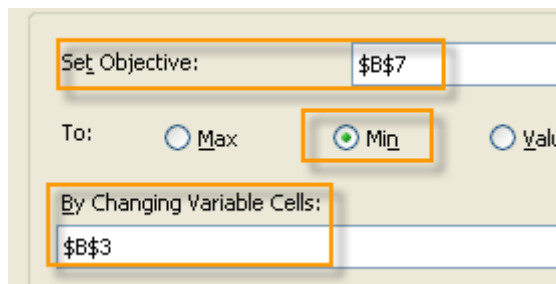 Set Objective: $B$7
To: Max Min
By Changing Variable Cells:
$B$3